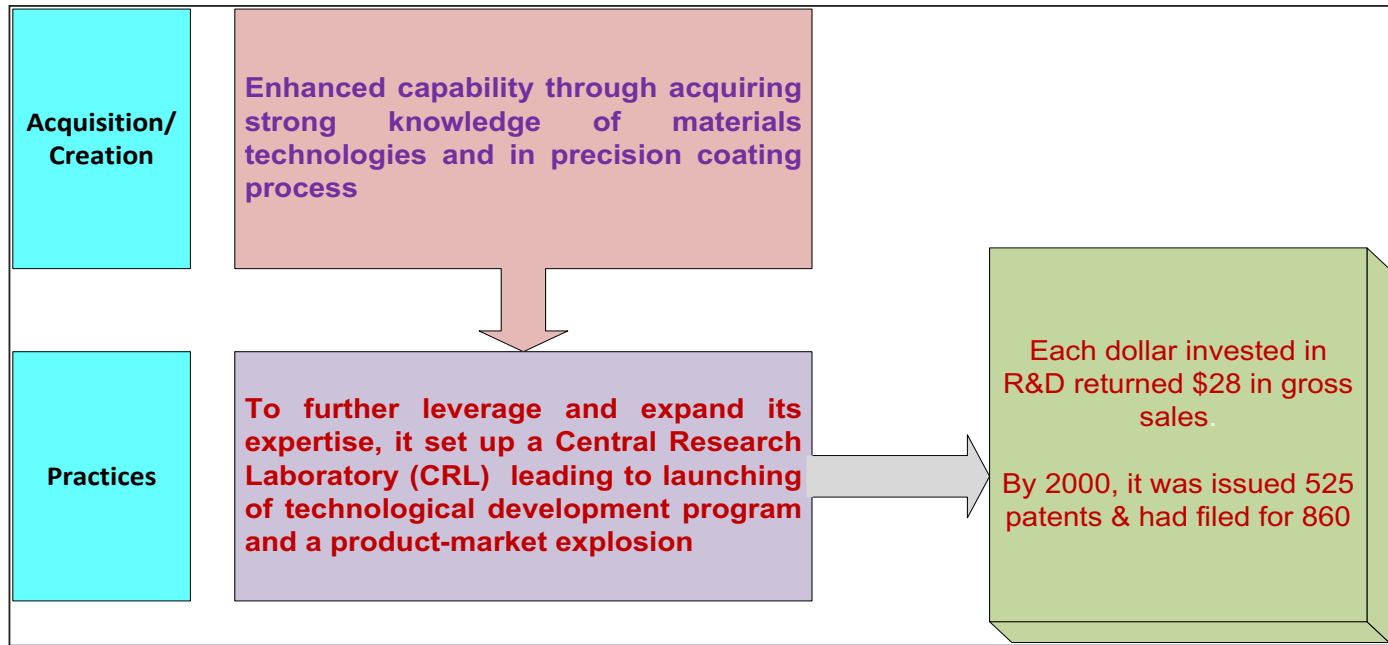 Acquisition/
Creation
Enhanced capability through acquiring
strong knowledge of materials
technologies and in precision coating
process
Practices
To further leverage and expand its
expertise, it set up a Central Research
Laboratory (CRL) leading to launching
of technological development program
and a product-market explosion
Each dollar invested in
R&D returned $28 in gross
sales.
By 2000, it was issued 525
patents & had filed for 860